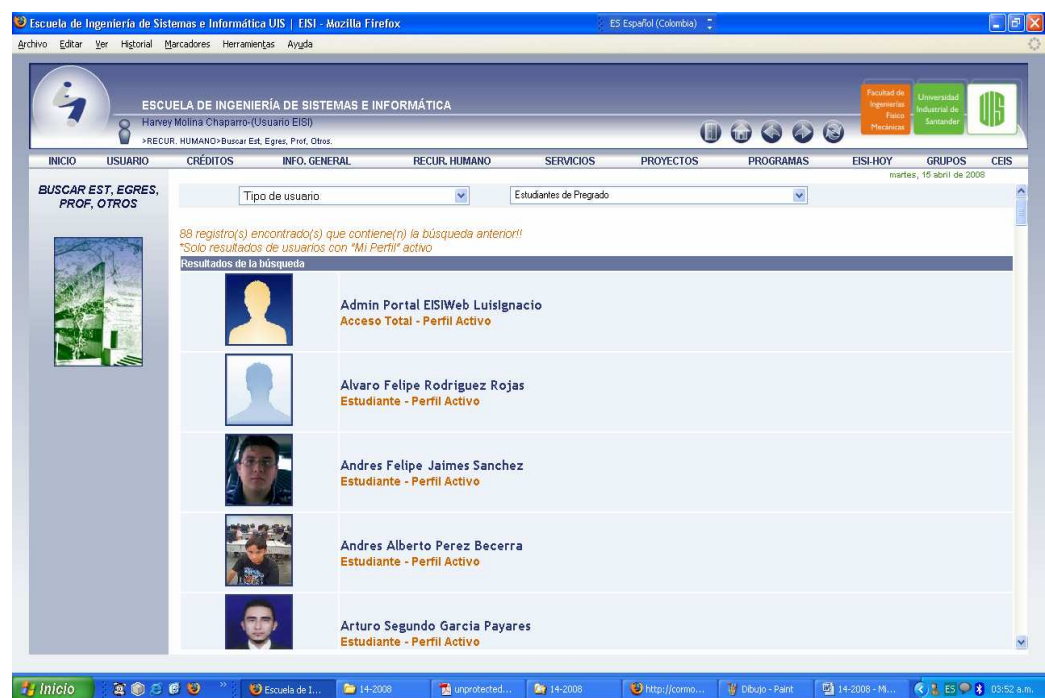 Escuela de Ingeniería de Sistemas e Informática UIS | EISI - Mozilla Firefox
ES Español (Colombia)
Archivo Editar Ver Historial Marcadores Herramientas Ayuda
ESCUELA DE INGENIERÍA DE SISTEMAS E INFORMÁTICA
Harvey Molina Chaparro-(Usuario EISI)
>RECUR. HUMANO>Buscar Est, Egres, Prof, Otros.
Facultad de
Ingenierías
Físico
Mecánicas
Universidad
Industrial de
Santander
UIS
INICIO USUARIO CRÉDITOS INFO. GENERAL RECUR. HUMANO SERVICIOS PROYECTOS PROGRAMAS EISI-HOY GRUPOS CEIS
martes, 15 abril de 2008
BUSCAR EST, EGRES,
PROF, OTROS
Tipo de usuario
Estudiantes de Pregrado
88 registro(s) encontrado(s) que contiene(n) la búsqueda anterior!!
*Solo resultados de usuarios con "Mi Perfil" activo
Resultados de la búsqueda
Admin Portal EISIWeb LuisIgnacio
Acceso Total - Perfil Activo
Alvaro Felipe Rodriguez Rojas
Estudiante - Perfil Activo
Andres Felipe Jaimes Sanchez
Estudiante - Perfil Activo
Andres Alberto Perez Becerra
Estudiante - Perfil Activo
Arturo Segundo Garcia Payares
Estudiante - Perfil Activo
Inicio
Escuela de I...
14-2008
unprotected...
14-2008
http://cormo...
Dibujo - Paint
14-2008 - Mi...
ES
03:52 a.m.